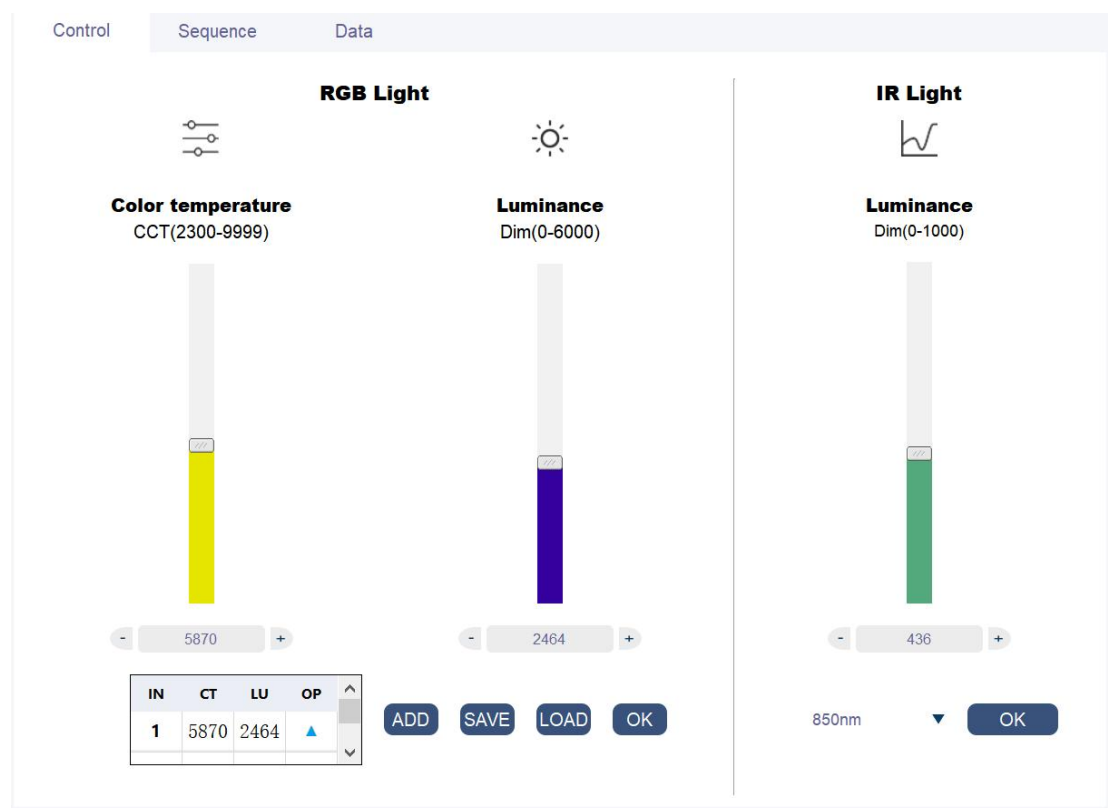 Control Sequence Data
RGB Light
Color temperature
CCT(2300-9999)
Luminance
Dim(0-6000)
- 5870 +
- 2464 +
IN CT LU OP
1 5870 2464 ▲
ADD SAVE LOAD OK
IR Light
Luminance
Dim(0-1000)
- 436 +
850nm ▼ OK